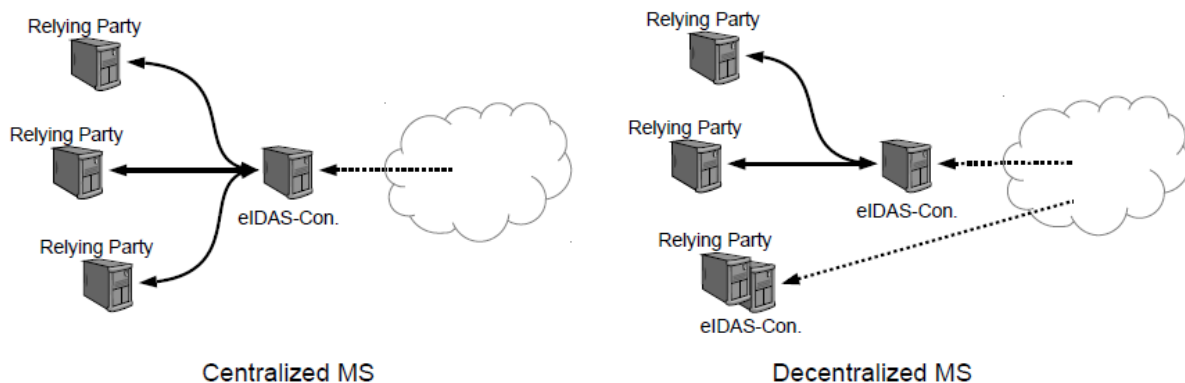 Relying Party
Relying Party
Relying Party
eIDAS-Con.
Centralized MS
Relying Party
Relying Party
eIDAS-Con.
Relying Party
eIDAS-Con.
Decentralized MS